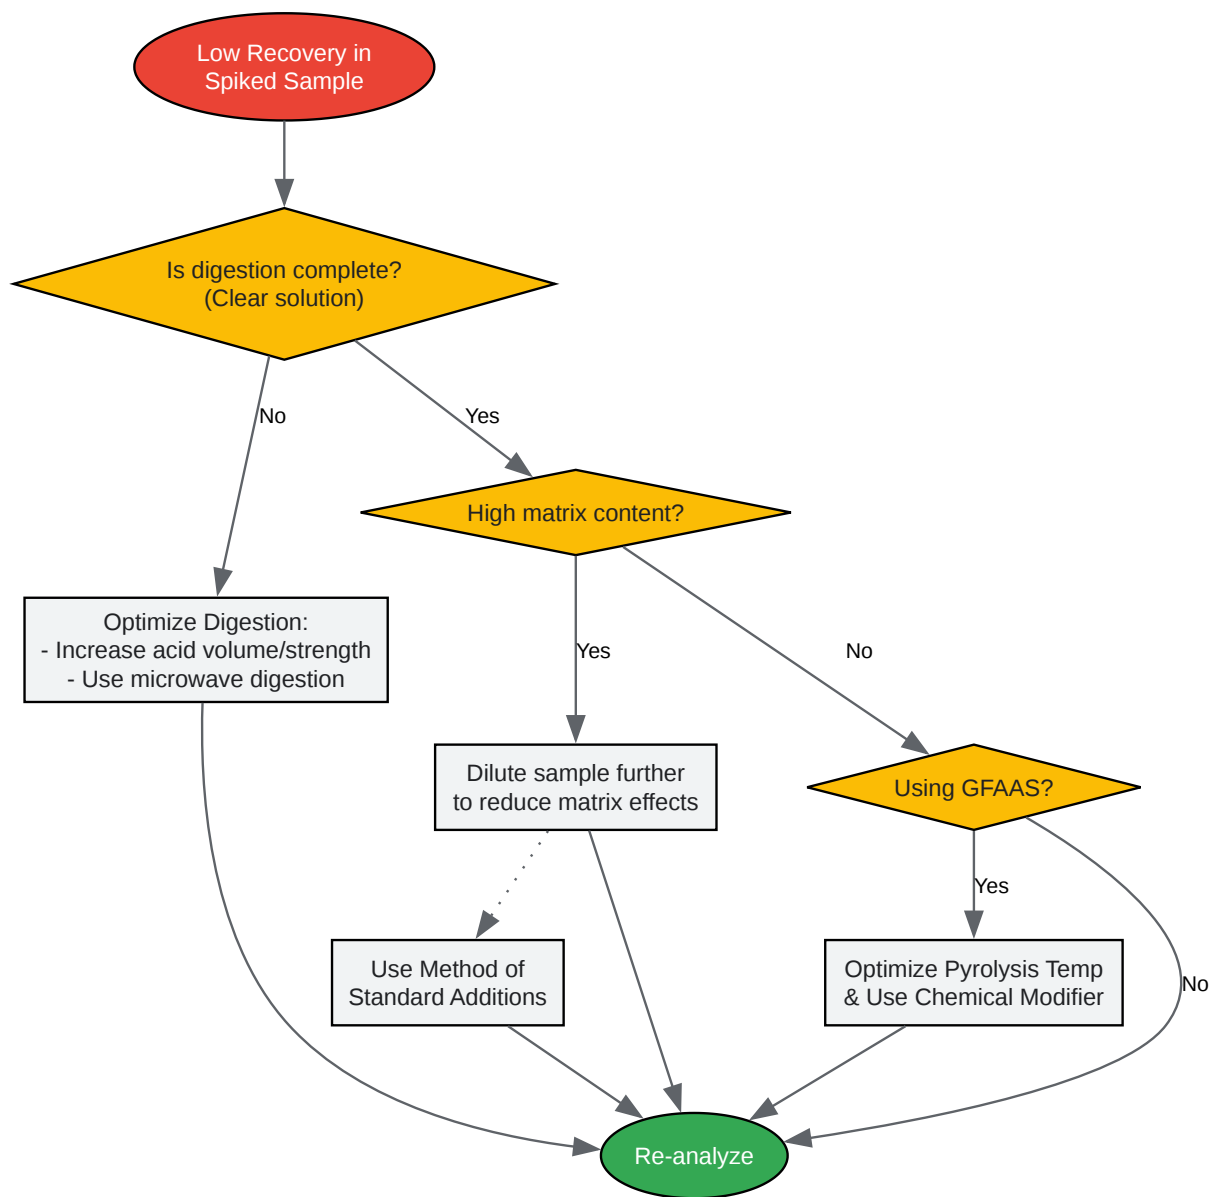 Low Recovery in
Spiked Sample
Is digestion complete?
(Clear solution)
No
Yes
High matrix content?
Optimize Digestion:
- Increase acid volume/strength
- Use microwave digestion
Yes
No
Dilute sample further
to reduce matrix effects
Using GFAAS?
Yes
Use Method of
Standard Additions
Optimize Pyrolysis Temp
& Use Chemical Modifier
No
Re-analyze